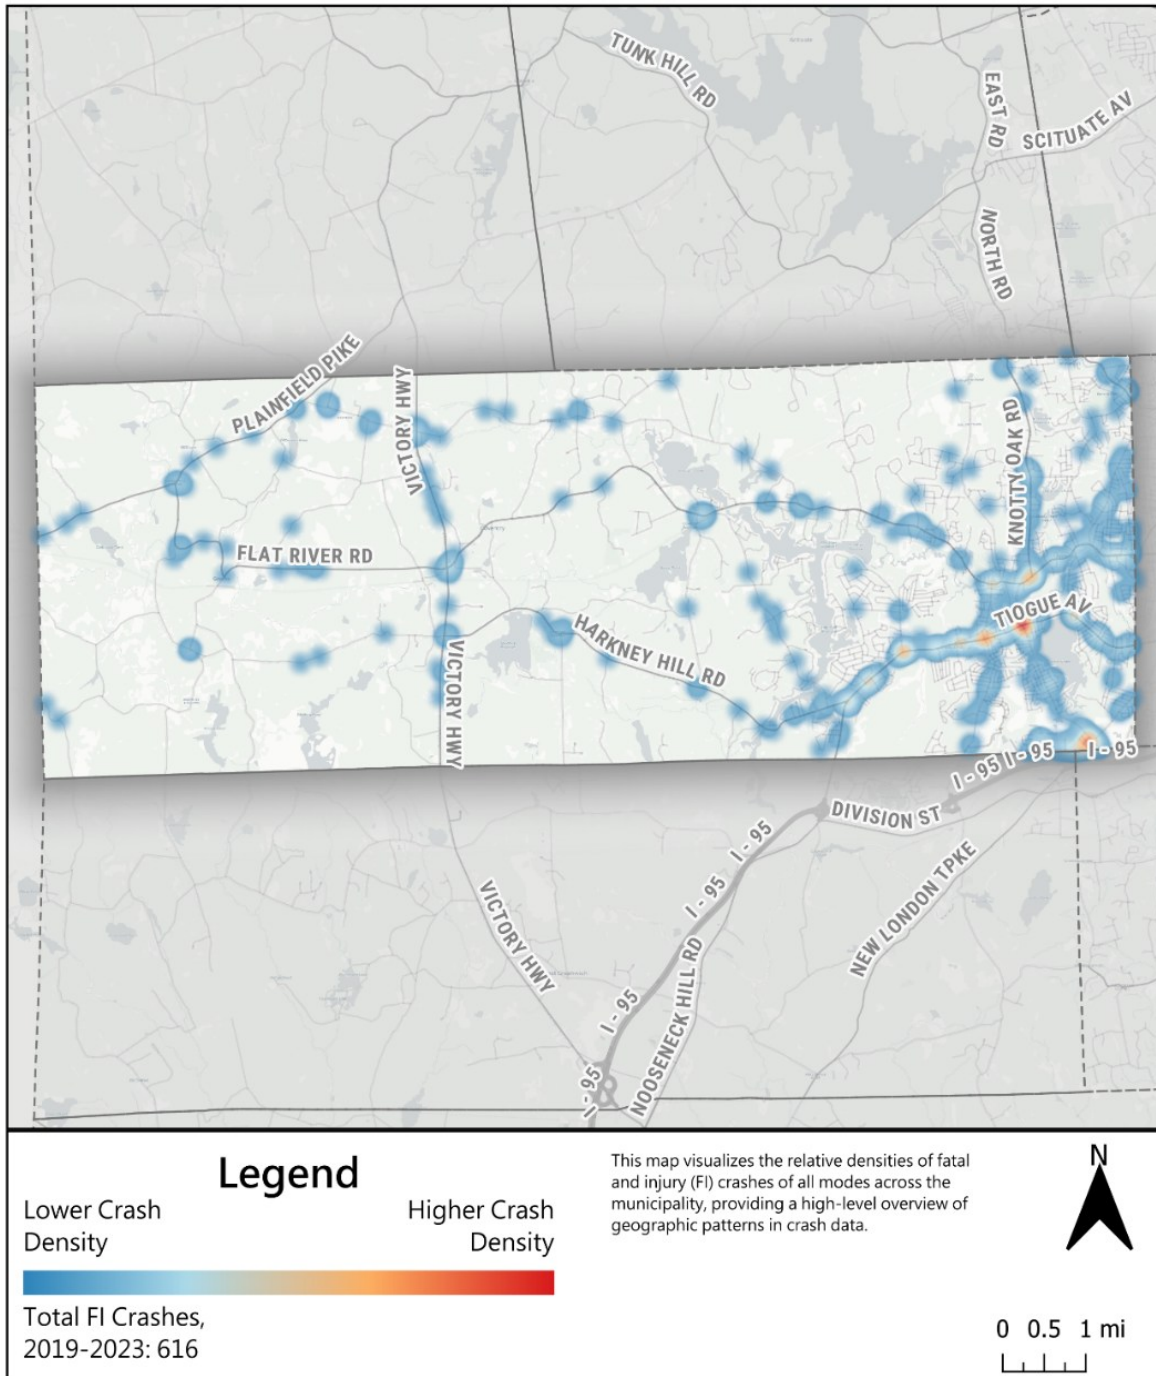 TUNK HILL RD
EAST RD
SCITUATE AV
NORTH RD
PLAINFIELD PIKE
VICTORY HWY
KNOTTY OAK RD
FLAT RIVER RD
TIOGUE AV
HARKNEY HILL RD
VICTORY HWY
I - 95
I - 95
I - 95
DIVISION ST
I - 95
NEW LONDON TPKE
I - 95
VICTORY HWY
NOOSENECK HILL RD
I - 95
I - 95
Legend
Lower Crash
Density
Higher Crash
Density
Total FI Crashes,
2019-2023: 616
This map visualizes the relative densities of fatal
and injury (FI) crashes of all modes across the
municipality, providing a high-level overview of
geographic patterns in crash data.
N
0 0.5 1 mi